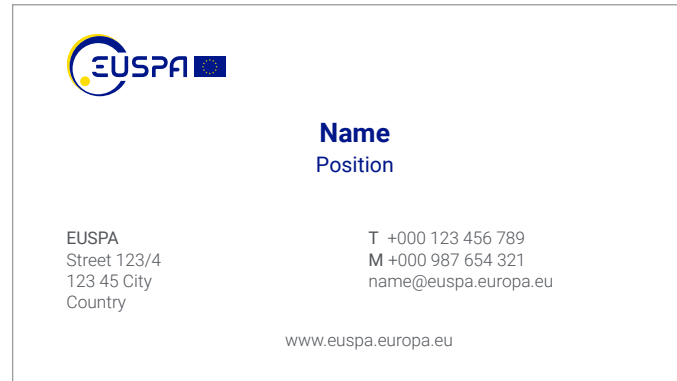 EUSPA
Name
Position
EUSPA
Street 123/4
123 45 City
Country
T +000 123 456 789
M +000 987 654 321
name@euspa.europa.eu
www.euspa.europa.eu